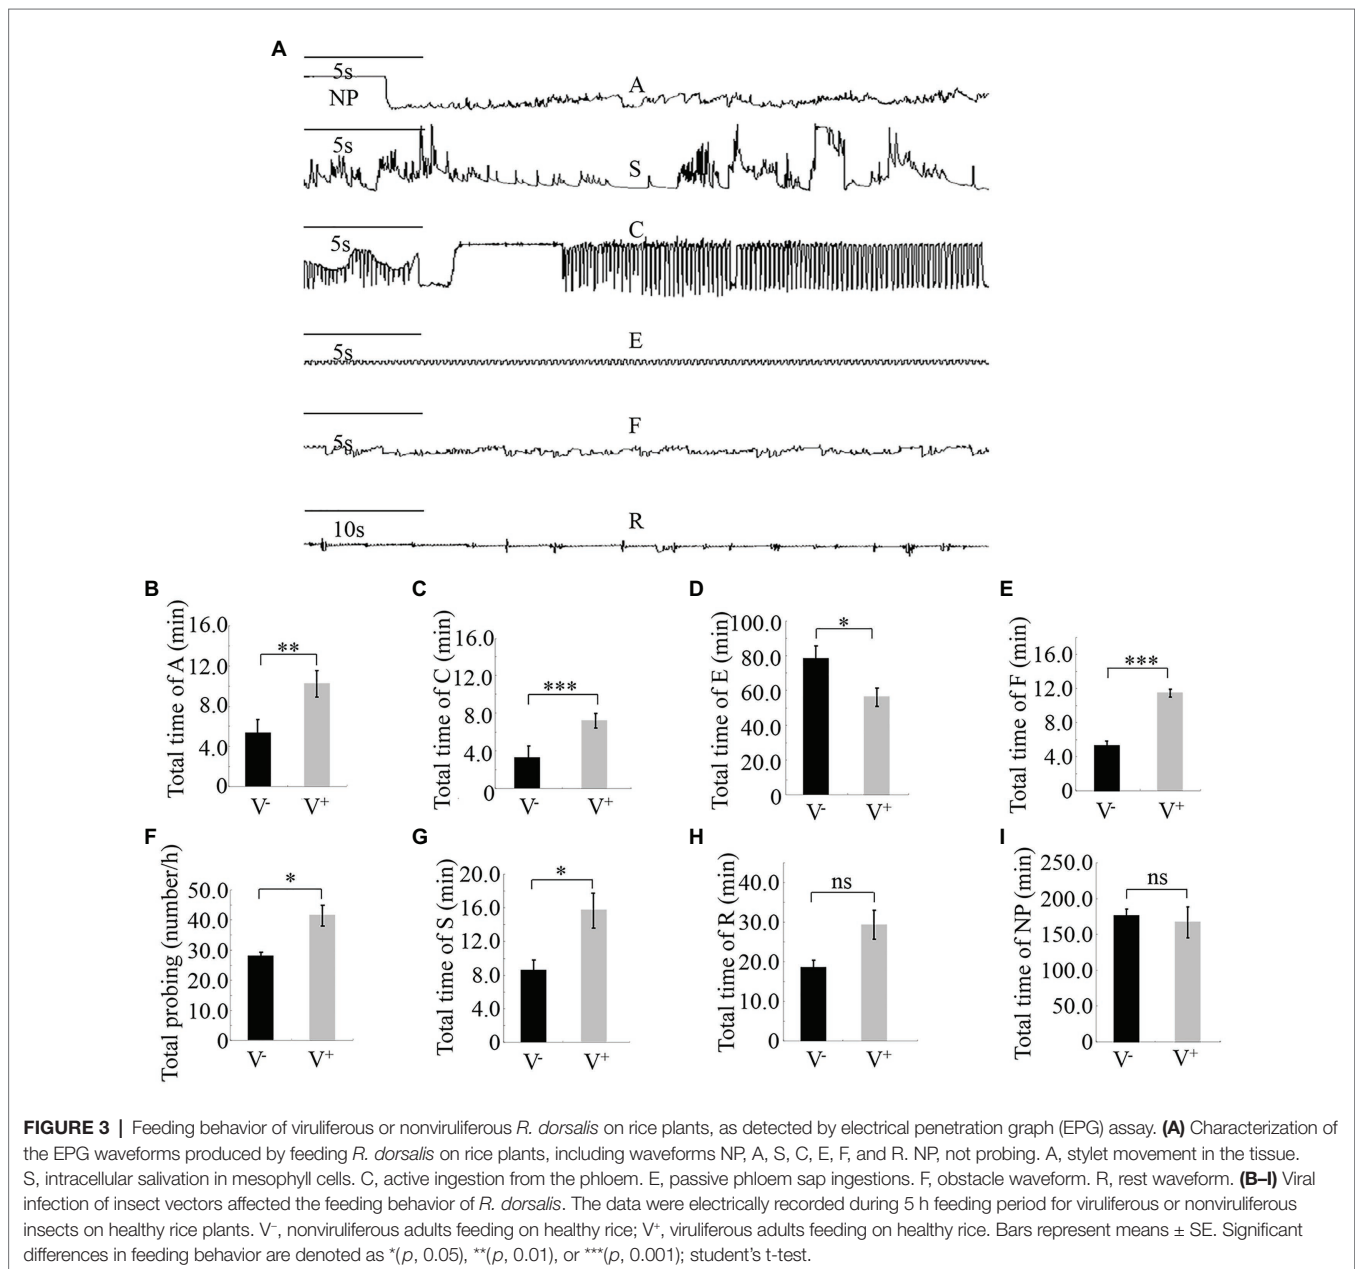 A
5s
NP
A
5s
S
5s
C
5s
E
5s
F
10s
R
B
Total time of A (min)
16.0
12.0
8.0
4.0
0
**
V- V+
C
Total time of C (min)
16.0
12.0
8.0
4.0
0
***
V- V+
D
Total time of E (min)
100.0
80.0
60.0
40.0
20.0
0
*
V- V+
E
Total time of F (min)
16.0
12.0
8.0
4.0
0
***
V- V+
F
Total probing (number/h)
50.0
40.0
30.0
20.0
10.0
0
*
V- V+
G
Total time of S (min)
20.0
16.0
12.0
8.0
4.0
0
*
V- V+
H
Total time of R (min)
40.0
30.0
20.0
10.0
0
ns
V- V+
I
Total time of NP (min)
250.0
200.0
150.0
100.0
50.0
0
ns
V- V+
FIGURE 3 | Feeding behavior of viruliferous or nonviruliferous R. dorsalis on rice plants, as detected by electrical penetration graph (EPG) assay. (A) Characterization of
the EPG waveforms produced by feeding R. dorsalis on rice plants, including waveforms NP, A, S, C, E, F, and R. NP, not probing. A, stylet movement in the tissue.
S, intracellular salivation in mesophyll cells. C, active ingestion from the phloem. E, passive phloem sap ingestions. F, obstacle waveform. R, rest waveform. (B–I) Viral
infection of insect vectors affected the feeding behavior of R. dorsalis. The data were electrically recorded during 5 h feeding period for viruliferous or nonviruliferous
insects on healthy rice plants. V−, nonviruliferous adults feeding on healthy rice; V+, viruliferous adults feeding on healthy rice. Bars represent means ± SE. Significant
differences in feeding behavior are denoted as *(p, 0.05), **(p, 0.01), or ***(p, 0.001); student's t-test.